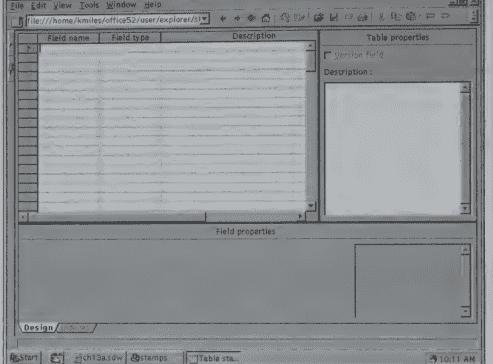 File Edit View Tools Window Help
file:///home/kmiles/office52/user/explorer/s
Field name Field type Description Table properties
Version field
Description :
Field properties
Design
Start ch13a.sdw stamps Table sta... 10:11 AM